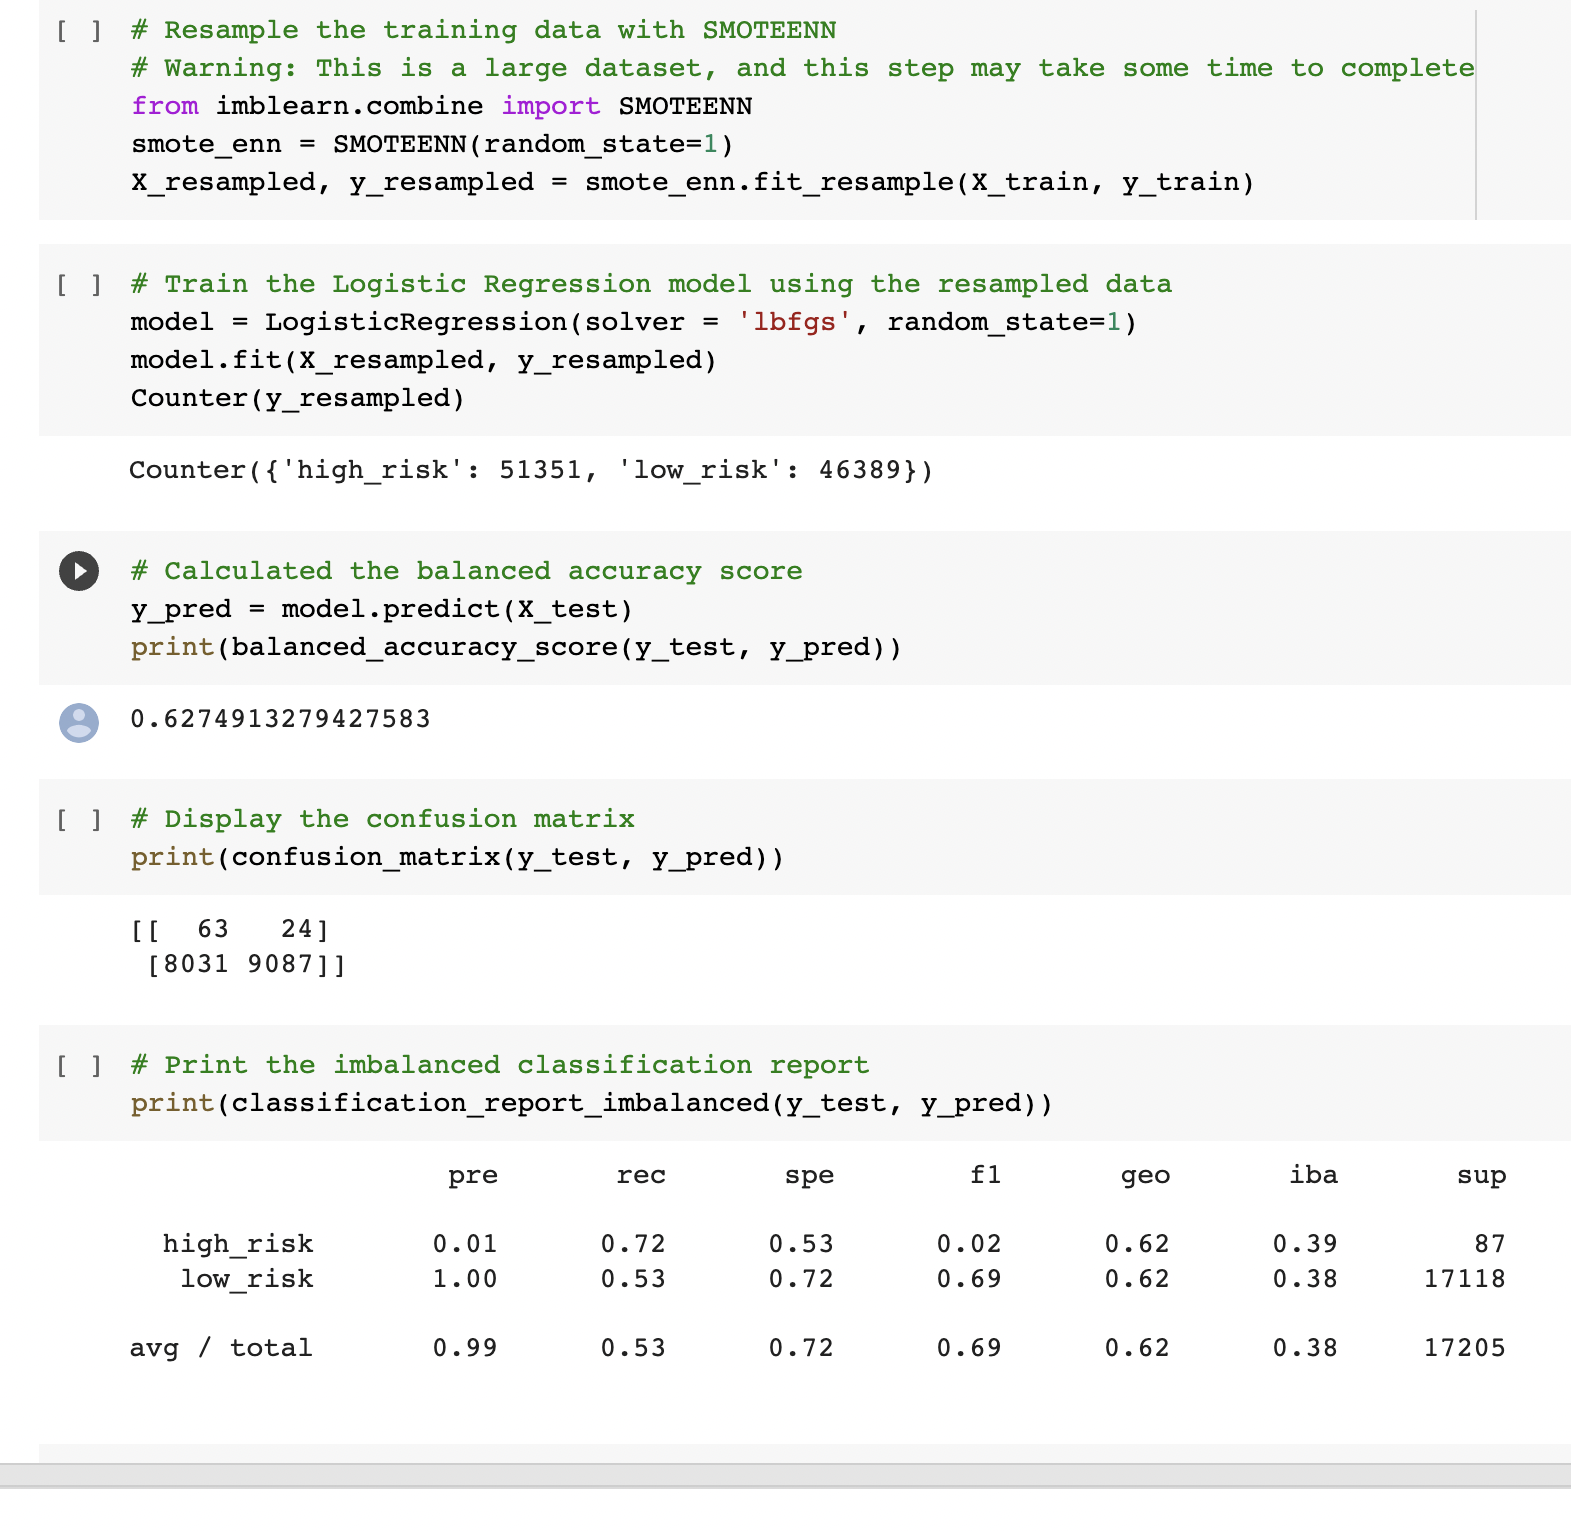 [ ] # Resample the training data with SMOTEENN
# Warning: This is a large dataset, and this step may take some time to complete
from imblearn.combine import SMOTEENN
smote_enn = SMOTEENN(random_state=1)
X_resampled, y_resampled = smote_enn.fit_resample(X_train, y_train)
[ ] # Train the Logistic Regression model using the resampled data
model = LogisticRegression(solver = 'lbfgs', random_state=1)
model.fit(X_resampled, y_resampled)
Counter(y_resampled)
Counter({'high_risk': 51351, 'low_risk': 46389})
# Calculated the balanced accuracy score
y_pred = model.predict(X_test)
print(balanced_accuracy_score(y_test, y_pred))
0.6274913279427583
[ ] # Display the confusion matrix
print(confusion_matrix(y_test, y_pred))
[[  63   24]
 [8031 9087]]
[ ] # Print the imbalanced classification report
print(classification_report_imbalanced(y_test, y_pred))
pre rec spe f1 geo iba sup
high_risk 0.01 0.72 0.53 0.02 0.62 0.39 87
low_risk 1.00 0.53 0.72 0.69 0.62 0.38 17118
avg / total 0.99 0.53 0.72 0.69 0.62 0.38 17205